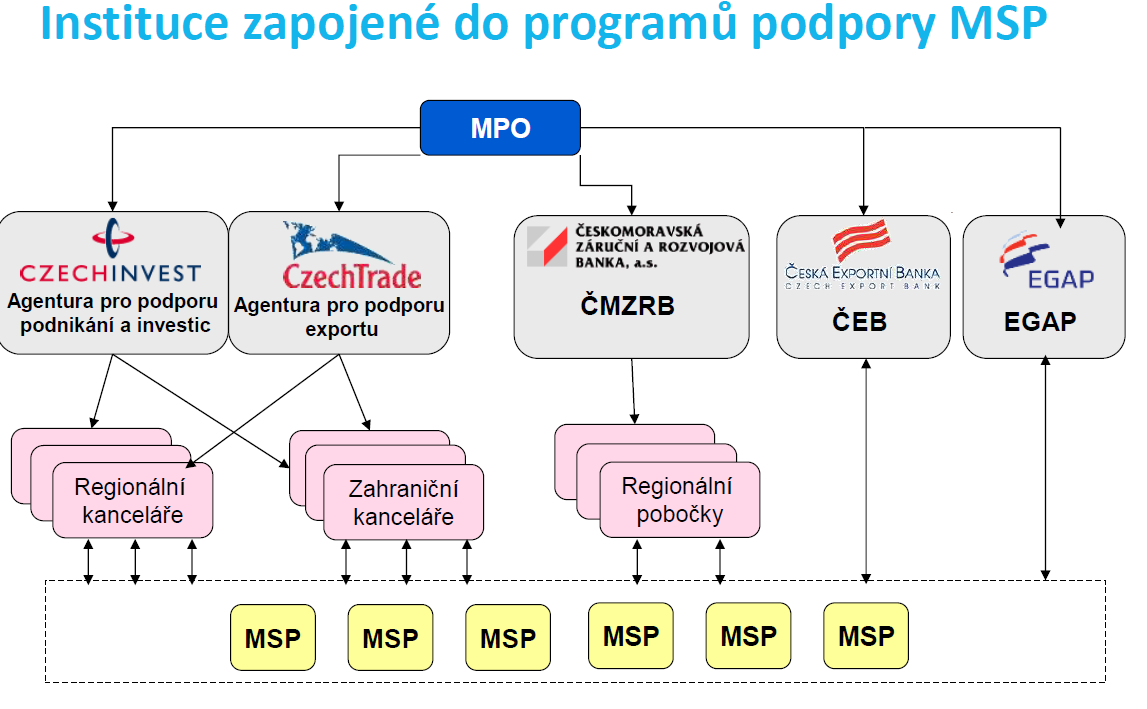 Instituce zapojené do programů podpory MSP
MPO
CZECHINVEST
Agentura pro podporu
podnikání a investic
CzechTrade
Agentura pro podporu
exportu
ČESKOMORAVSKÁ
ZÁRUČNÍ A ROZVOJOVÁ
BANKA, a.s.
ČMZRB
ČESKÁ EXPORTNÍ BANKA
CZECH EXPORT BANK
ČEB
EGAP
EGAP
Regionální
kanceláře
Zahraniční
kanceláře
Regionální
pobočky
MSP
MSP
MSP
MSP
MSP
MSP